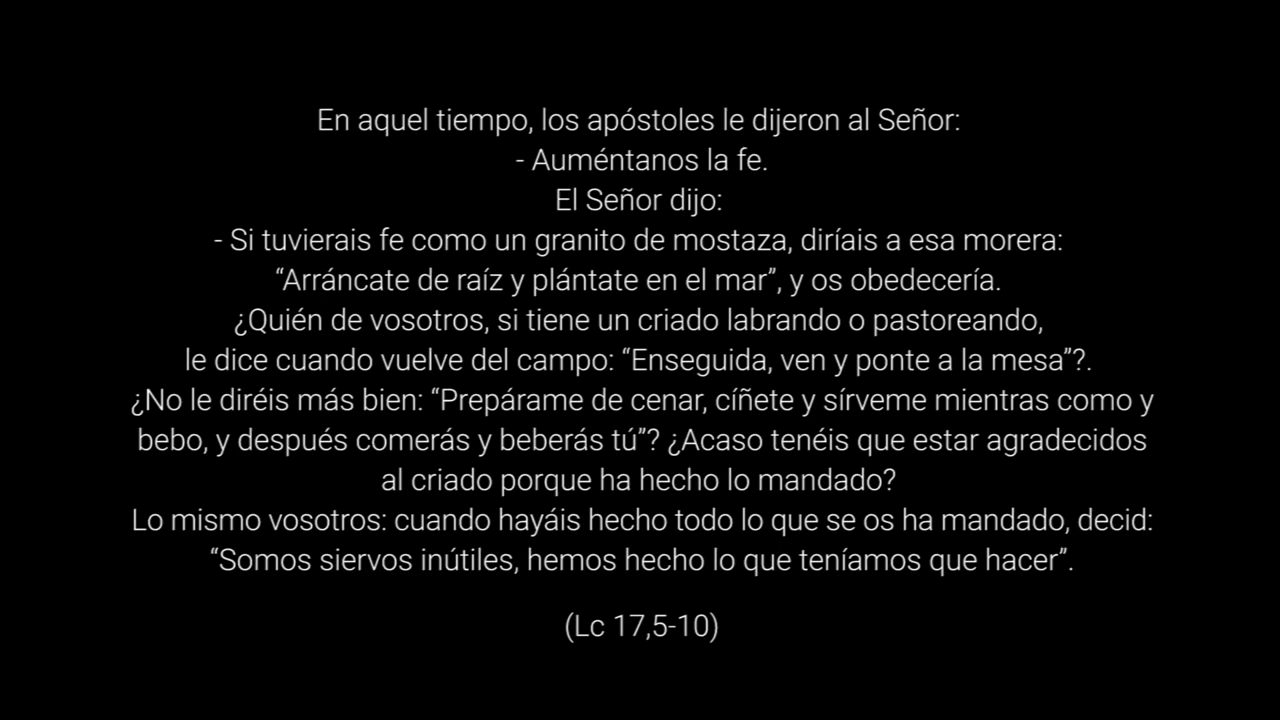 En aquel tiempo, los apóstoles le dijeron al Señor:
- Auméntanos la fe.
El Señor dijo:
- Si tuvierais fe como un granito de mostaza, diríais a esa morera:
“Arráncate de raíz y plántate en el mar”, y os obedecería.
¿Quién de vosotros, si tiene un criado labrando o pastoreando,
le dice cuando vuelve del campo: “Enseguida, ven y ponte a la mesa”?.
¿No le diréis más bien: “Prepárame de cenar, cíñete y sírveme mientras como y
bebo, y después comerás y beberás tú”? ¿Acaso tenéis que estar agradecidos
al criado porque ha hecho lo mandado?
Lo mismo vosotros: cuando hayáis hecho todo lo que se os ha mandado, decid:
“Somos siervos inútiles, hemos hecho lo que teníamos que hacer”.
(Lc 17,5-10)